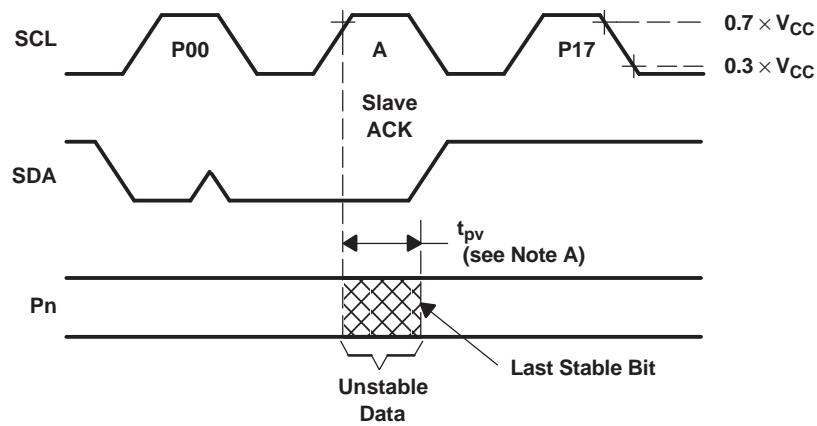 SCL
P00
A
P17
0.7 × VCC
0.3 × VCC
Slave
ACK
SDA
tpv
(see Note A)
Pn
Last Stable Bit
Unstable
Data